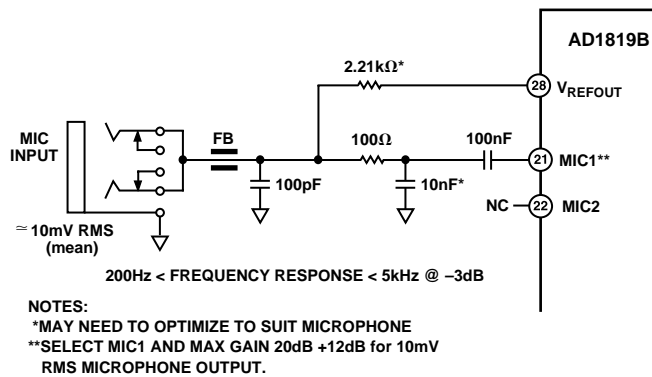 AD1819B
2.21kΩ*
28 VREFOUT
MIC
INPUT
FB
100Ω
100nF
21 MIC1**
100pF
10nF*
NC 22 MIC2
≃ 10mV RMS
(mean)
200Hz < FREQUENCY RESPONSE < 5kHz @ –3dB
NOTES:
*MAY NEED TO OPTIMIZE TO SUIT MICROPHONE
**SELECT MIC1 AND MAX GAIN 20dB +12dB for 10mV
RMS MICROPHONE OUTPUT.